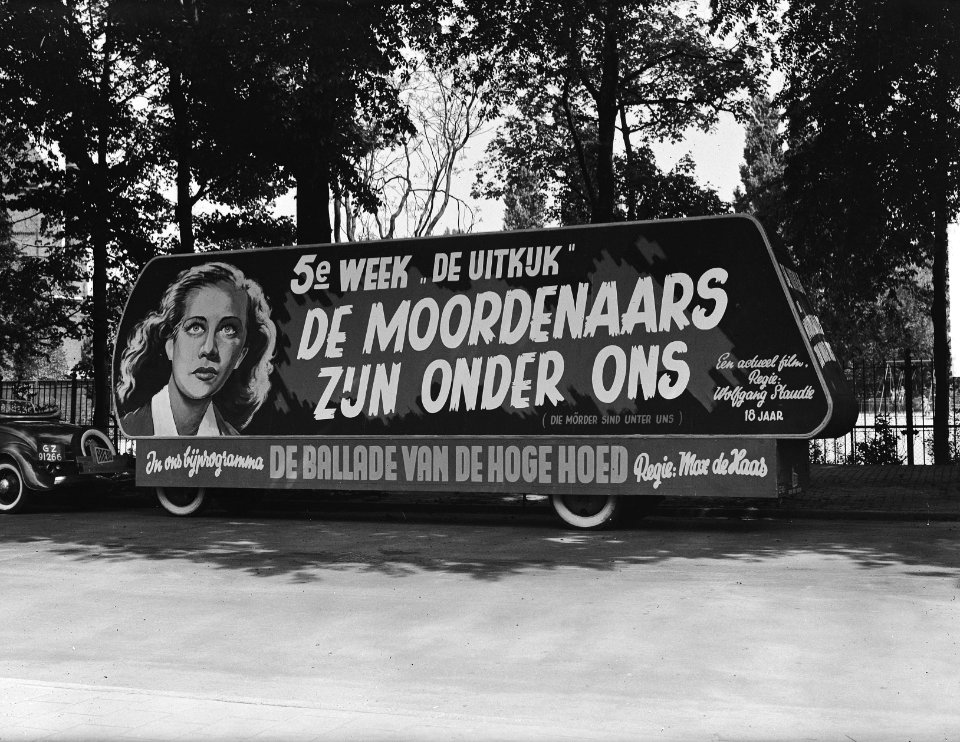 5e WEEK „DE UITKIJK"
DE MOORDENAARS
ZIJN ONDER ONS
(DIE MÖRDER SIND UNTER UNS)
Een actueel film.
Regie:
Wolfgang Staudte
18 JAAR
In ons bijprogramma DE BALLADE VAN DE HOGE HOED Regie: Max de Haas
GZ
91266